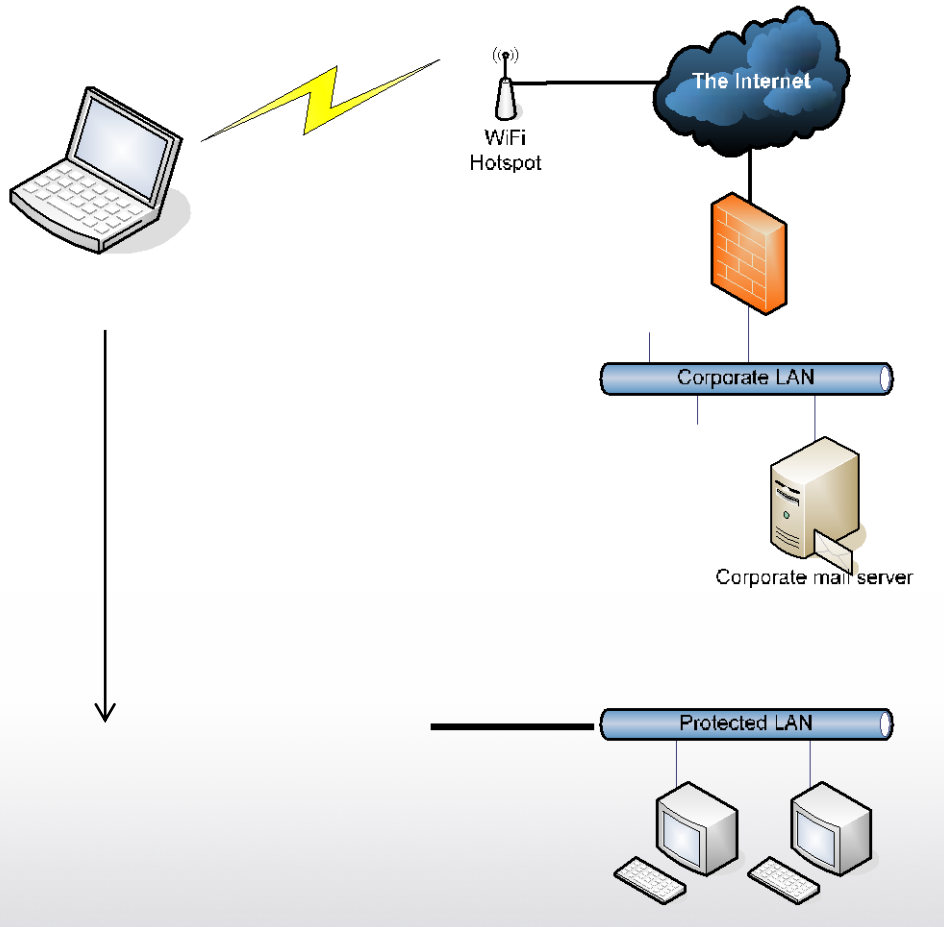 The Internet
WiFi
Hotspot
Corporate LAN
Corporate mail server
Protected LAN